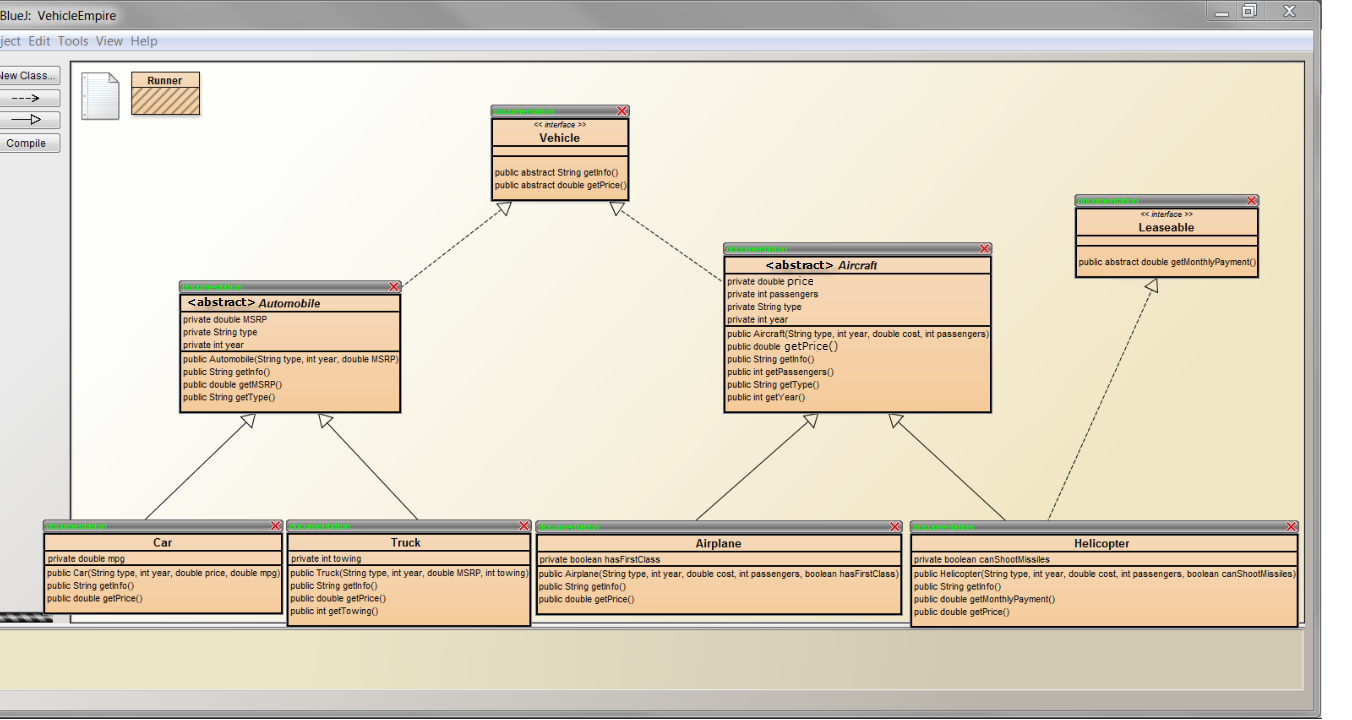 BlueJ: VehicleEmpire
ject Edit Tools View Help
New Class...
Compile
Runner
documentation
<< interface >>
Vehicle
public abstract String getInfo()
public abstract double getPrice()
documentation
<< interface >>
Leaseable
public abstract double getMonthlyPayment()
documentation
<abstract> Automobile
private double MSRP
private String type
private int year
public Automobile(String type, int year, double MSRP)
public String getInfo()
public double getMSRP()
public String getType()
documentation
<abstract> Aircraft
private double price
private int passengers
private String type
private int year
public Aircraft(String type, int year, double cost, int passengers)
public double getPrice()
public String getInfo()
public int getPassengers()
public String getType()
public int getYear()
documentation
Car
private double mpg
public Car(String type, int year, double price, double mpg)
public String getInfo()
public double getPrice()
documentation
Truck
private int towing
public Truck(String type, int year, double MSRP, int towing)
public String getInfo()
public double getPrice()
public int getTowing()
documentation
Airplane
private boolean hasFirstClass
public Airplane(String type, int year, double cost, int passengers, boolean hasFirstClass)
public String getInfo()
public double getPrice()
documentation
Helicopter
private boolean canShootMissiles
public Helicopter(String type, int year, double cost, int passengers, boolean canShootMissiles)
public String getInfo()
public double getMonthlyPayment()
public double getPrice()